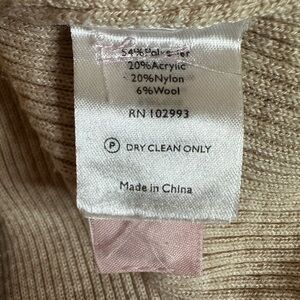 54%Polyester
20%Acrylic
20%Nylon
6%Wool
RN 102993
P DRY CLEAN ONLY
Made in China